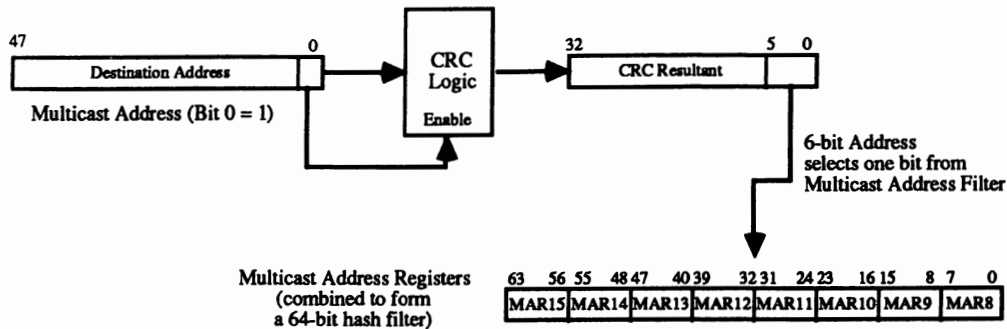 47 0
Destination Address
Multicast Address (Bit 0 = 1)
CRC
Logic
Enable
32 5 0
CRC Resultant
6-bit Address
selects one bit from
Multicast Address Filter
Multicast Address Registers
(combined to form
a 64-bit hash filter)
63 56 55 48 47 40 39 32 31 24 23 16 15 8 7 0
MAR15 MAR14 MAR13 MAR12 MAR11 MAR10 MAR9 MAR8